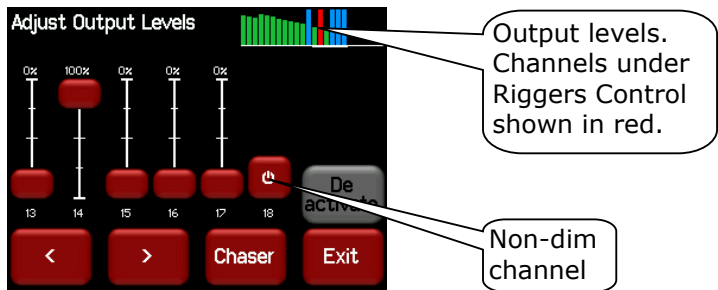 Adjust Output Levels
0% 100% 0% 0% 0%
13 14 15 16 17 18
De
activate
< > Chaser Exit
Output levels.
Channels under
Riggers Control
shown in red.
Non-dim
channel